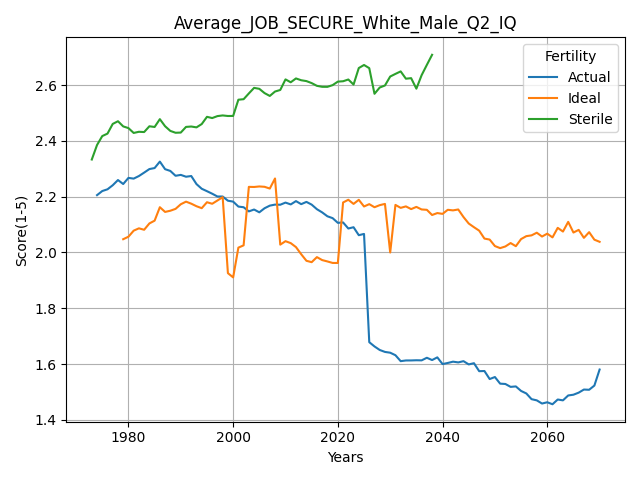 Average_JOB_SECURE_White_Male_Q2_IQ
Fertility
Actual
Ideal
Sterile
Score(1-5)
2.6
2.4
2.2
2.0
1.8
1.6
1.4
1980
2000
2020
2040
2060
Years